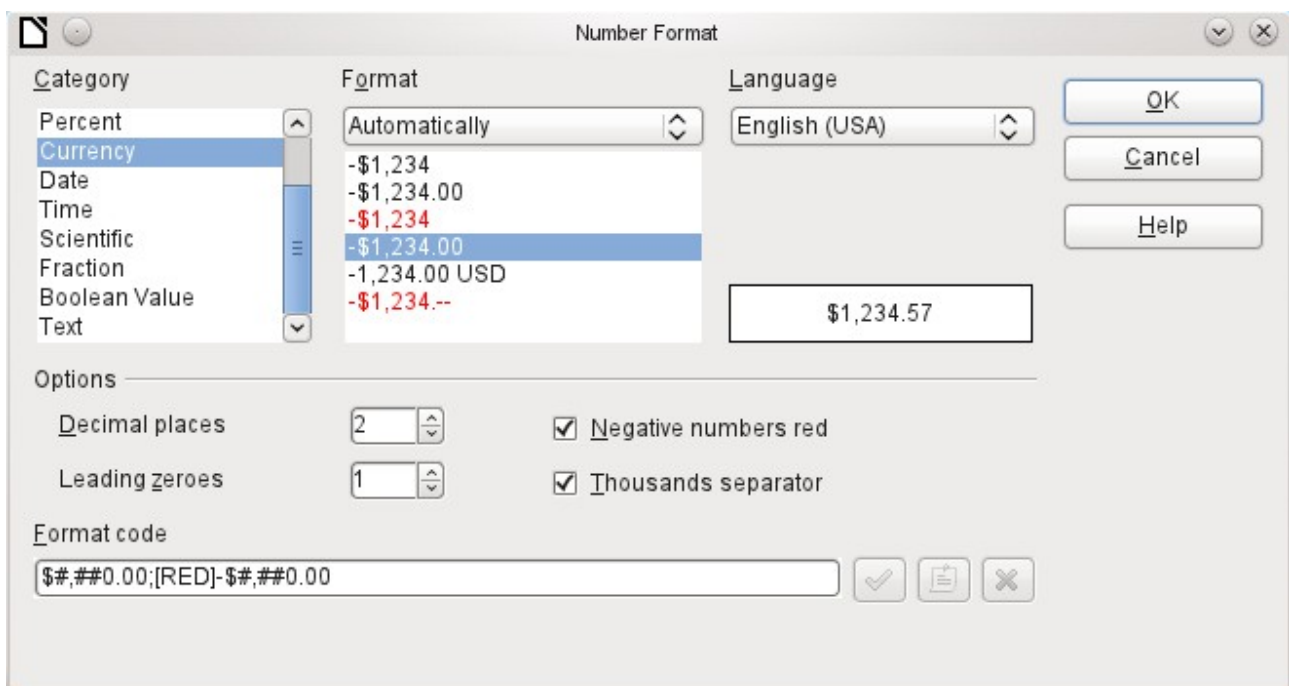 Number Format
Category
Format
Language
Percent
Currency
Date
Time
Scientific
Fraction
Boolean Value
Text
Automatically
-$1,234
-$1,234.00
-$1,234
-$1,234.00
-1,234.00 USD
-$1,234.--
English (USA)
$1,234.57
OK
Cancel
Help
Options
Decimal places
2
Negative numbers red
Leading zeroes
1
Thousands separator
Format code
$#,##0.00;[RED]-$#,##0.00